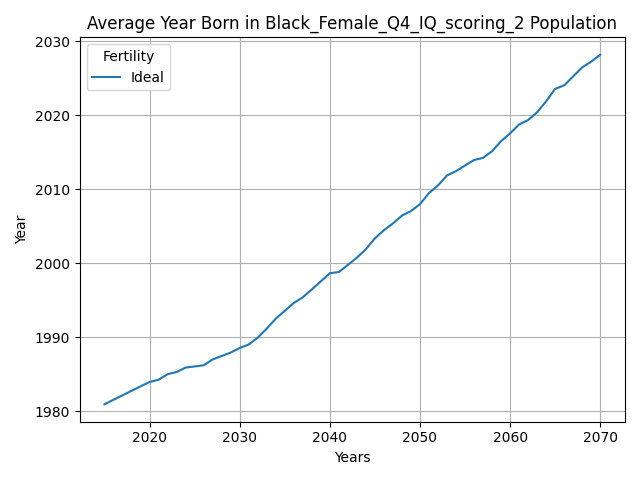 Average Year Born in Black_Female_Q4_IQ_scoring_2 Population
Fertility
Ideal
Year
2030
2020
2010
2000
1990
1980
2020 2030 2040 2050 2060 2070
Years